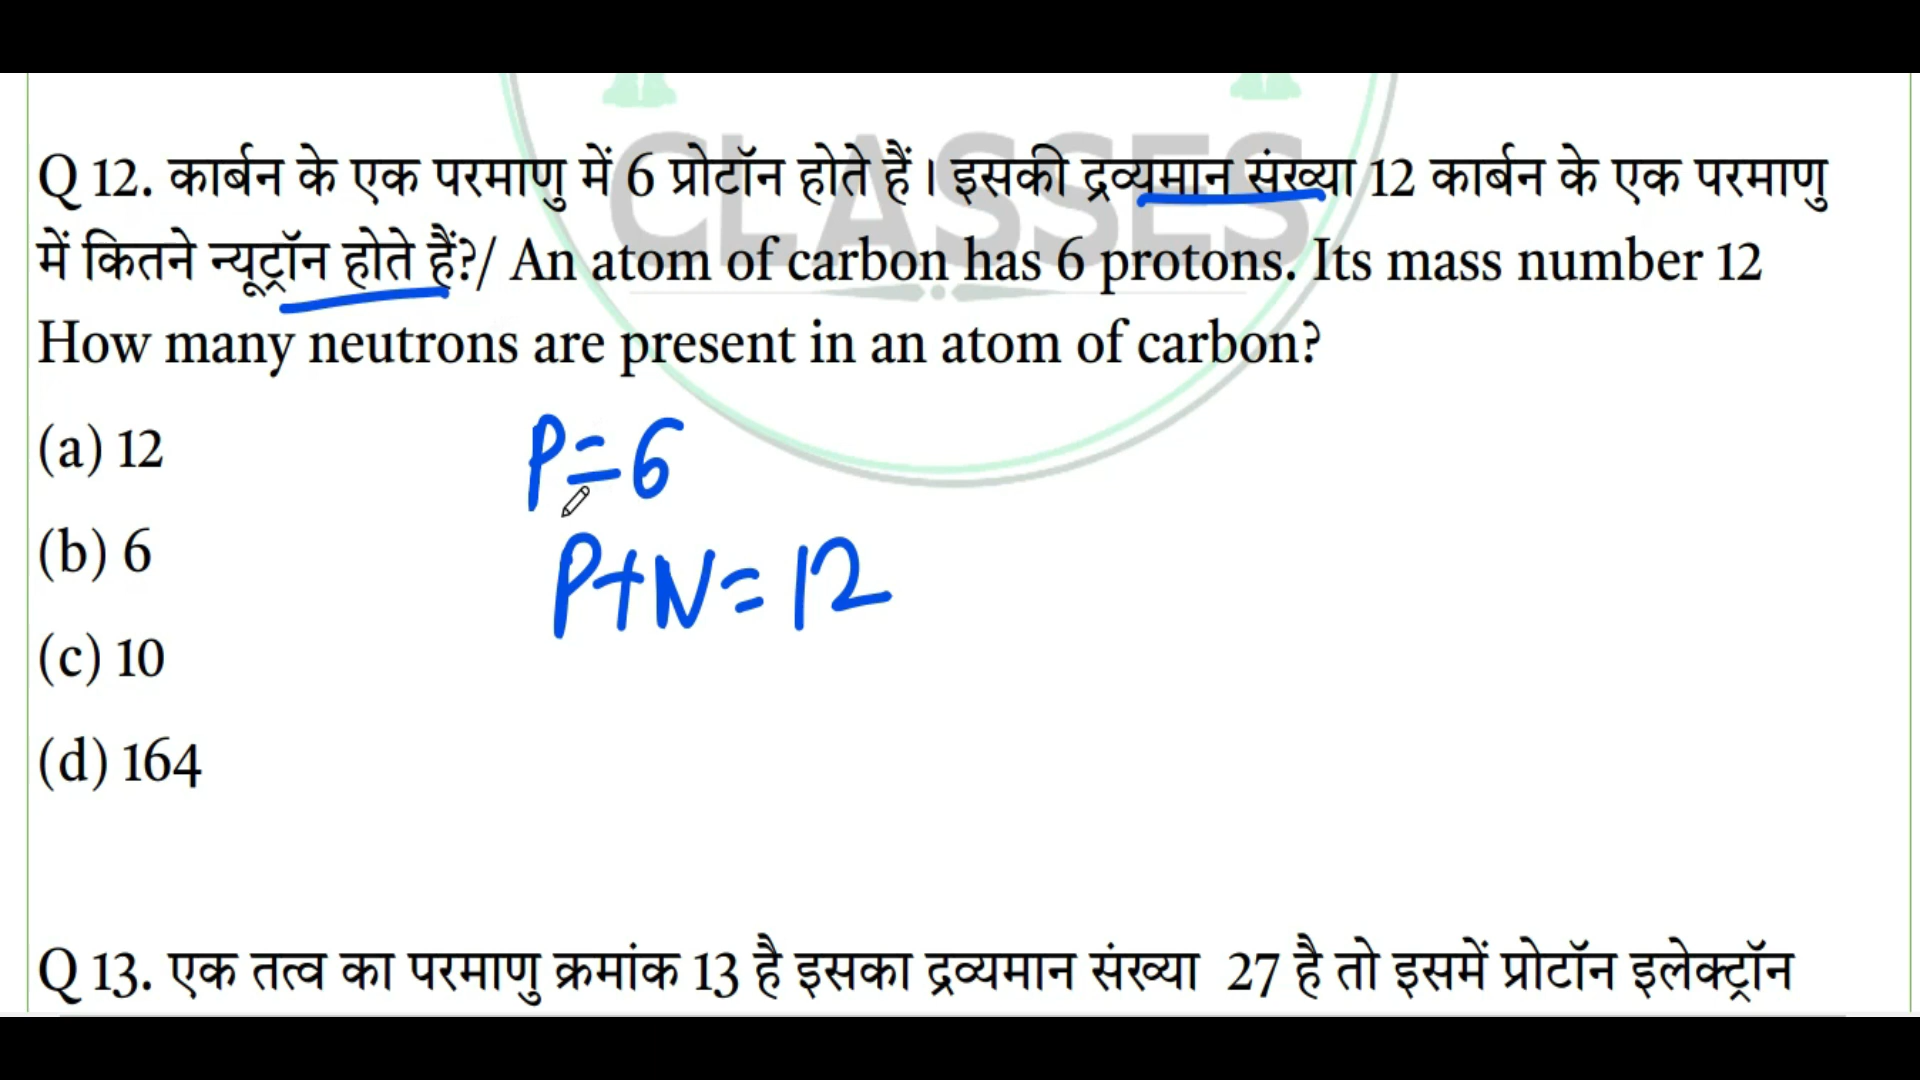 CLASSES
Q 12. कार्बन के एक परमाणु में 6 प्रोटॉन होते हैं। इसकी द्रव्यमान संख्या 12 कार्बन के एक परमाणु
में कितने न्यूट्रॉन होते हैं?/ An atom of carbon has 6 protons. Its mass number 12
How many neutrons are present in an atom of carbon?
(a) 12
P=6
(b) 6
P+N=12
(c) 10
(d) 164
Q 13. एक तत्व का परमाणु क्रमांक 13 है इसका द्रव्यमान संख्या 27 है तो इसमें प्रोटॉन इलेक्ट्रॉन